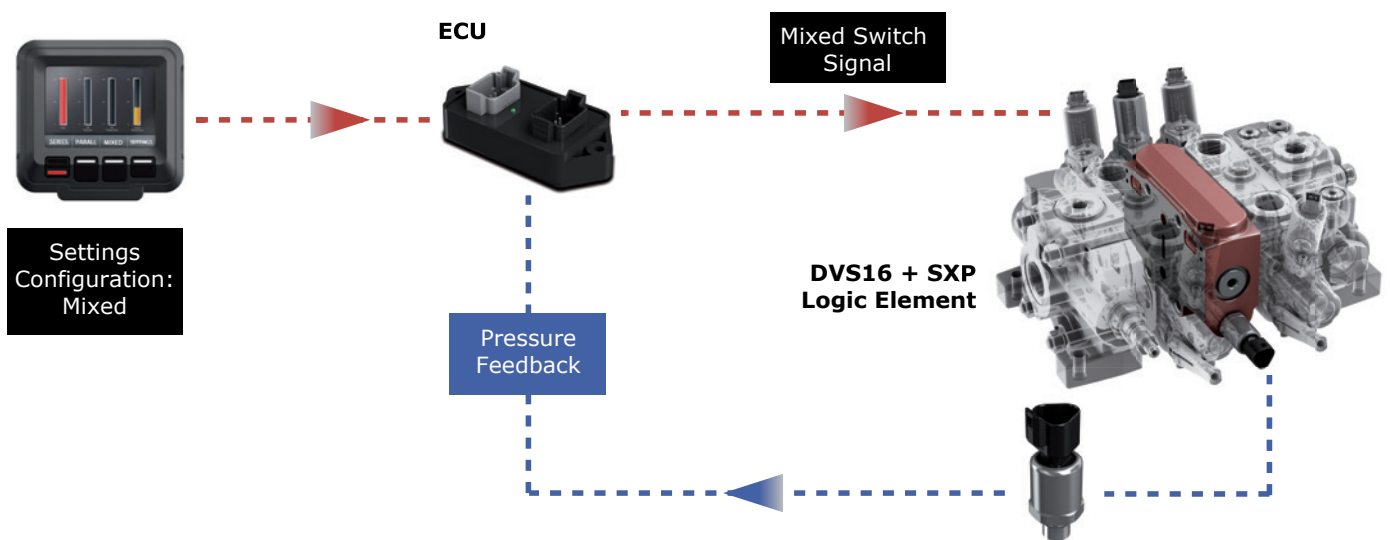 ECU
Mixed Switch
Signal
SERIES PARALL MIXED SETTINGS
Settings
Configuration:
Mixed
DVS16 + SXP
Logic Element
Pressure
Feedback